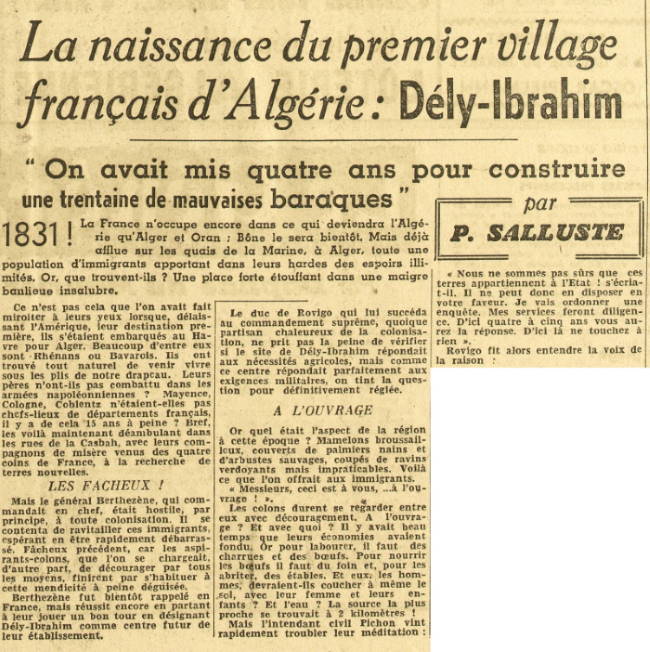 La naissance du premier village
français d'Algérie : Dély-Ibrahim
" On avait mis quatre ans pour construire
une trentaine de mauvaises baraques "
par
P. SALLUSTE
1831 ! La France n'occupe encore dans ce qui deviendra l'Algé-
rie qu'Alger et Oran ; Bône le sera bientôt. Mais déjà
afflue sur les quais de la Marine, à Alger, toute une
population d'immigrants apportant dans leurs hardes des espoirs illi-
mités. Or, que trouvent-ils ? Une place forte étouffant dans une maigre
banlieue insalubre.
Ce n'est pas cela que l'on avait fait
miroiter à leurs yeux lorsque, délais-
sant l'Amérique, leur destination pre-
mière, ils s'étaient embarqués au Ha-
vre pour Alger. Beaucoup d'entre eux
sont Rhénans ou Bavarois. Ils ont
trouvé tout naturel de venir vivre
sous les plis de notre drapeau. Leurs
pères n'ont-ils pas combattu dans les
armées napoléonniennes ? Mayence,
Cologne, Coblentz n'étaient-elles pas
chefs-lieux de départements français,
il y a de cela 15 ans à peine ? Bref,
les voilà maintenant déambulant dans
les rues de la Casbah, avec leurs com-
pagnons de misère venus des quatre
coins de France, à la recherche de
terres nouvelles.
LES FACHEUX !
Mais le général Berthezène, qui com-
mandait en chef, était hostile, par
principe, à toute colonisation. Il se
contenta de ravitailler ces immigrants,
espérant en être rapidement débarras-
sé. Fâcheux précédent, car les aspi-
rants-colons, que l'on se chargeait,
d'autre part, de décourager par tous
les moyens, finirent par s'habituer à
cette mendicité à peine déguisée.
Berthezène fut bientôt rappelé en
France, mais réussit encore en partant
à leur jouer un bon tour en désignant
Dély-Ibrahim comme centre futur de
leur établissement.
Le duc de Rovigo qui lui succéda
au commandement suprême, quoique
partisan chaleureux de la colonisa-
tion, ne prit pas la peine de vérifier
si le site de Dély-Ibrahim répondait
aux nécessités agricoles, mais comme
ce centre répondait parfaitement aux
exigences militaires, on tint la ques-
tion pour définitivement réglée.
A L'OUVRAGE
Or quel était l'aspect de la région
à cette époque ? Mamelons broussail-
leux, couverts de palmiers nains et
d'arbustes sauvages, coupés de ravins
verdoyants mais impraticables. Voilà
ce que l'on offrait aux immigrants.
« Messieurs, ceci est à vous, ...à l'ou-
vrage ! ».
Les colons durent se regarder entre
eux avec découragement. A l'ouvra-
ge ? Et avec quoi ? Il y avait beau
temps que leurs économies avaient
fondu. Or pour labourer, il faut des
charrues et des bœufs. Pour nourrir
les bœufs il faut du foin et, pour les
abriter, des étables. Et eux, les hom-
mes, devraient-ils coucher à même le
sol, avec leur femme et leurs en-
fants ? Et l'eau ? La source la plus
proche se trouvait à 2 kilomètres !
Mais l'intendant civil Pichon vint
rapidement troubler leur méditation :
« Nous ne sommes pas sûrs que ces
terres appartiennent à l'Etat ! s'écria-
t-il. Il ne peut donc en disposer en
votre faveur. Je vais ordonner une
enquête. Mes services feront diligen-
ce. D'ici quatre à cinq ans vous au-
rez la réponse. D'ici là ne touchez à
rien ».
Rovigo fit alors entendre la voix de
la raison :